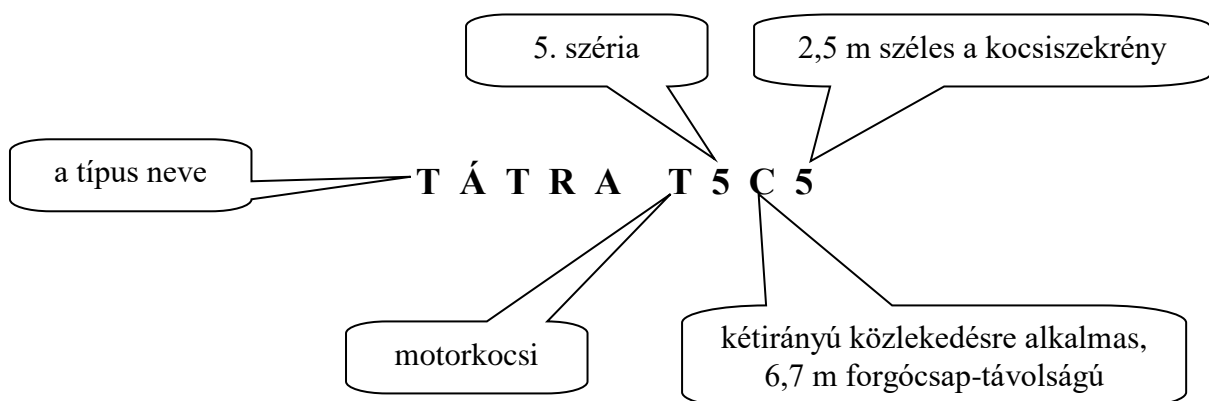 5. széria
2,5 m széles a kocsiszekrény
a típus neve
T Á T R A T 5 C 5
motorkocsi
kétirányú közlekedésre alkalmas,
6,7 m forgócsap-távolságú